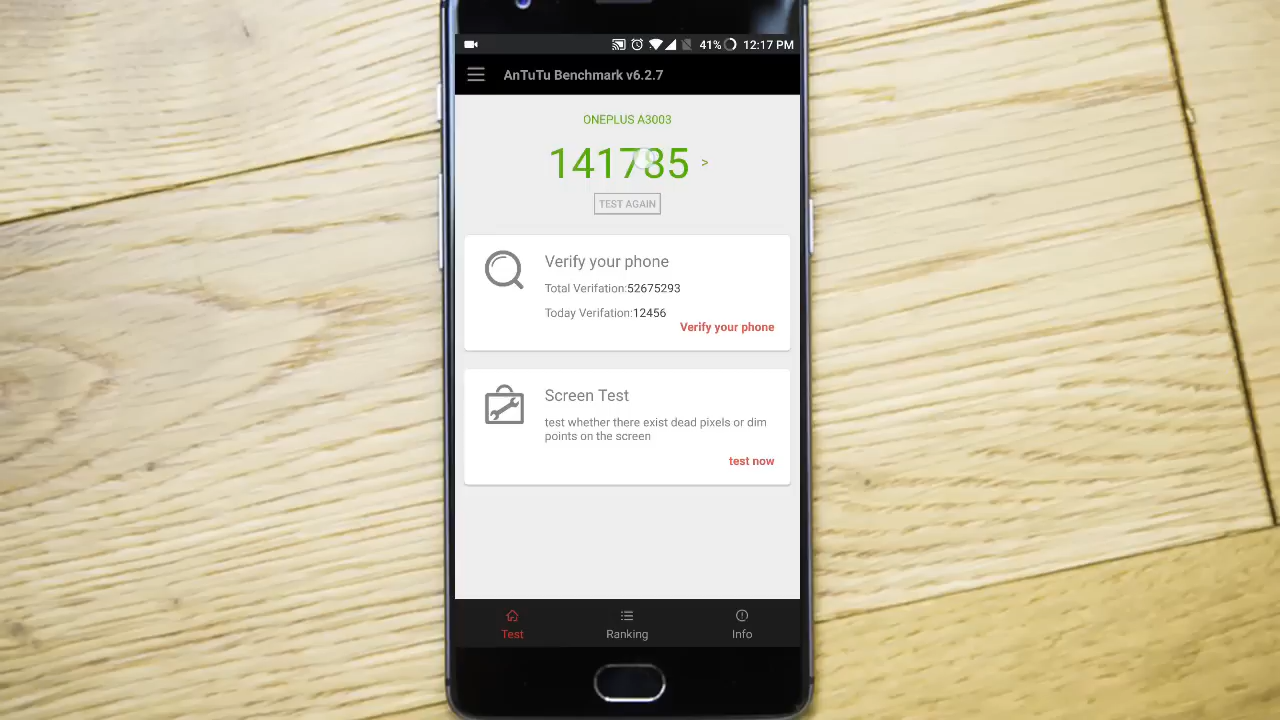 41% 12:17 PM
AnTuTu Benchmark v6.2.7
ONEPLUS A3003
141785 >
TEST AGAIN
Verify your phone
Total Verifation:52675293
Today Verifation:12456
Verify your phone
Screen Test
test whether there exist dead pixels or dim
points on the screen
test now
Test Ranking Info